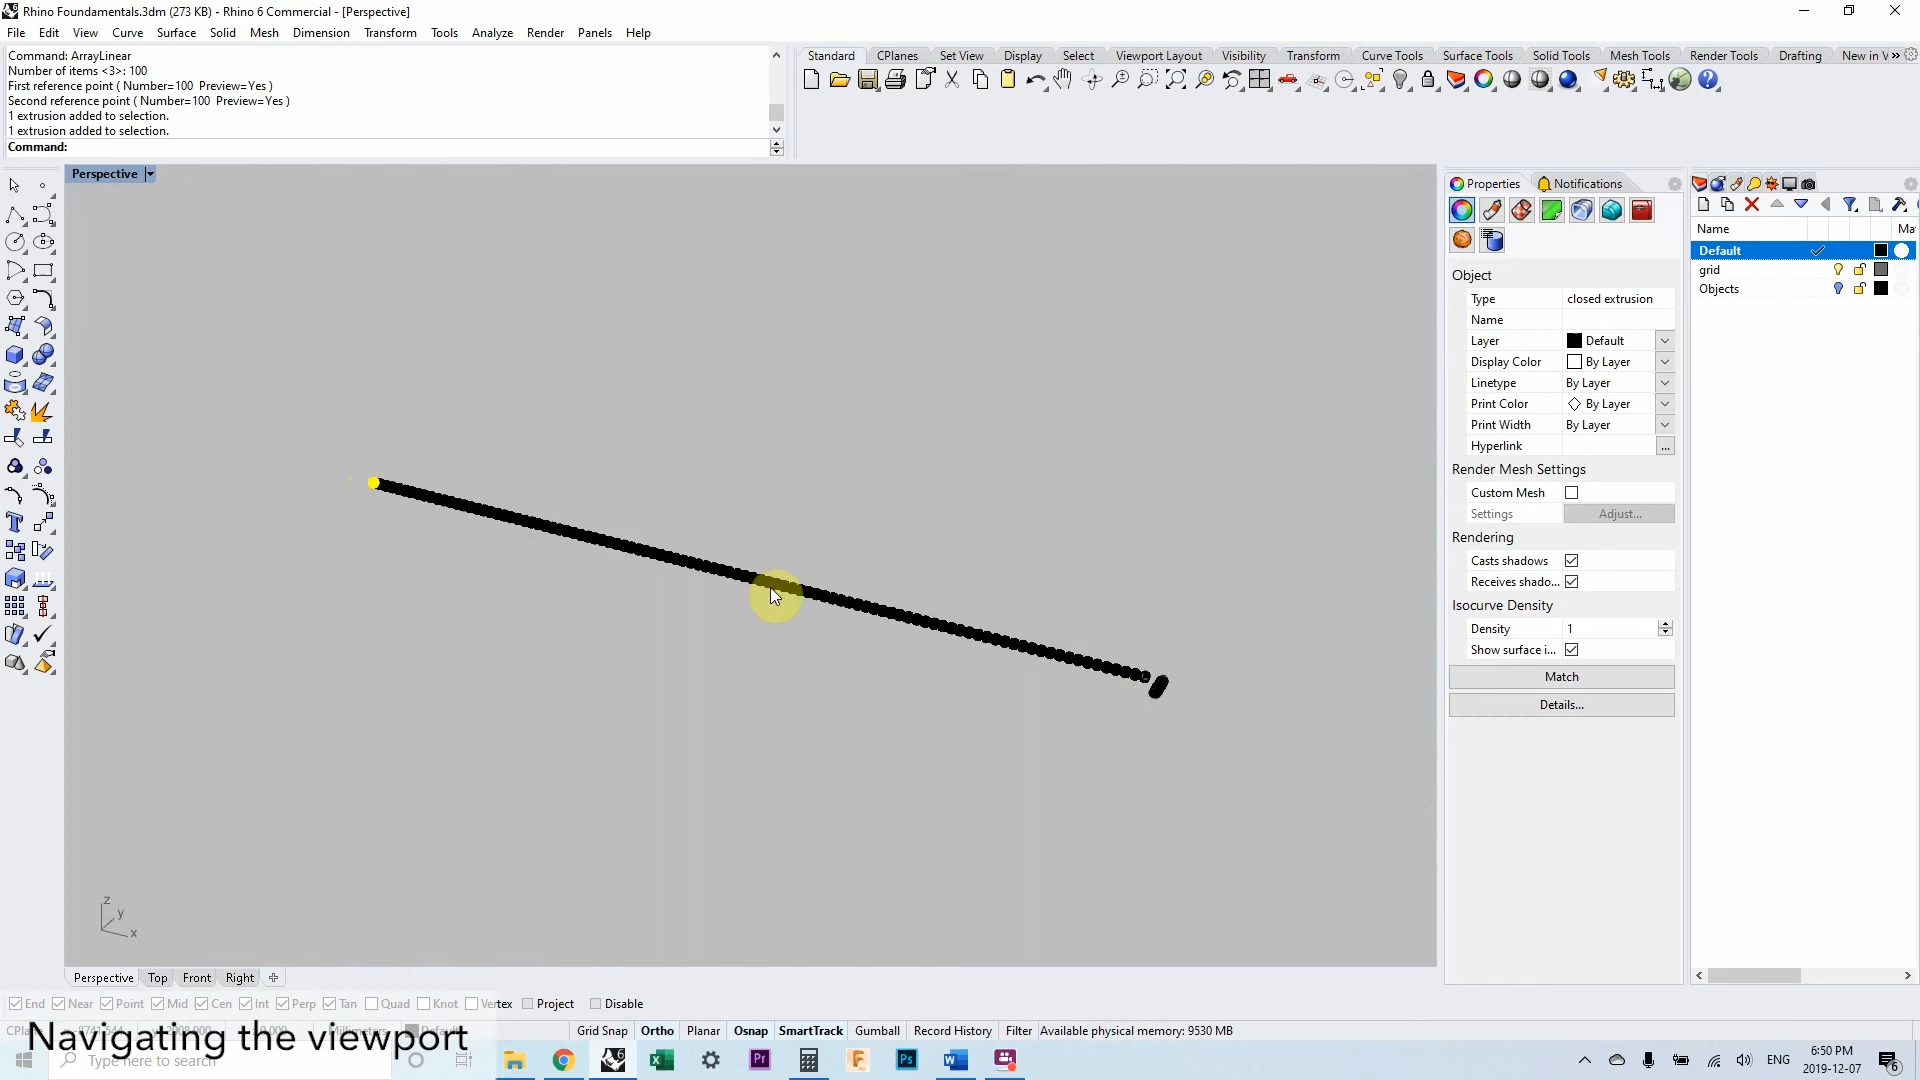 Rhino Foundamentals.3dm (273 KB) - Rhino 6 Commercial - [Perspective]
File Edit View Curve Surface Solid Mesh Dimension Transform Tools Analyze Render Panels Help
Command: ArrayLinear
Number of items <3>: 100
First reference point ( Number=100 Preview=Yes )
Second reference point ( Number=100 Preview=Yes )
1 extrusion added to selection.
1 extrusion added to selection.
Command:
Standard CPlanes Set View Display Select Viewport Layout Visibility Transform Curve Tools Surface Tools Solid Tools Mesh Tools Render Tools Drafting New in V »
Perspective
z
y
x
Properties Notifications
Object
Type closed extrusion
Name
Layer Default
Display Color By Layer
Linetype By Layer
Print Color By Layer
Print Width By Layer
Hyperlink ...
Render Mesh Settings
Custom Mesh
Settings Adjust...
Rendering
Casts shadows
Receives shado...
Isocurve Density
Density 1
Show surface i...
Match
Details...
Name Ma
Default
grid
Objects
Perspective Top Front Right
End Near Point Mid Cen Int Perp Tan Quad Knot Vertex Project Disable
Grid Snap Ortho Planar Osnap SmartTrack Gumball Record History Filter Available physical memory: 9530 MB
Navigating the viewport
Type here to search
ENG
6:50 PM
2019-12-07
6